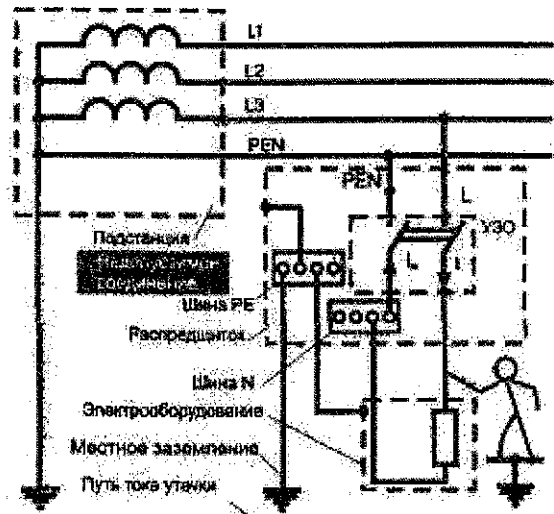 L1
L2
L3
PEN
PEN
L
УЗО
Подстанция
Шина PE
Распредщиток
Шина N
Электрооборудование
Местное заземление
Путь тока утечки